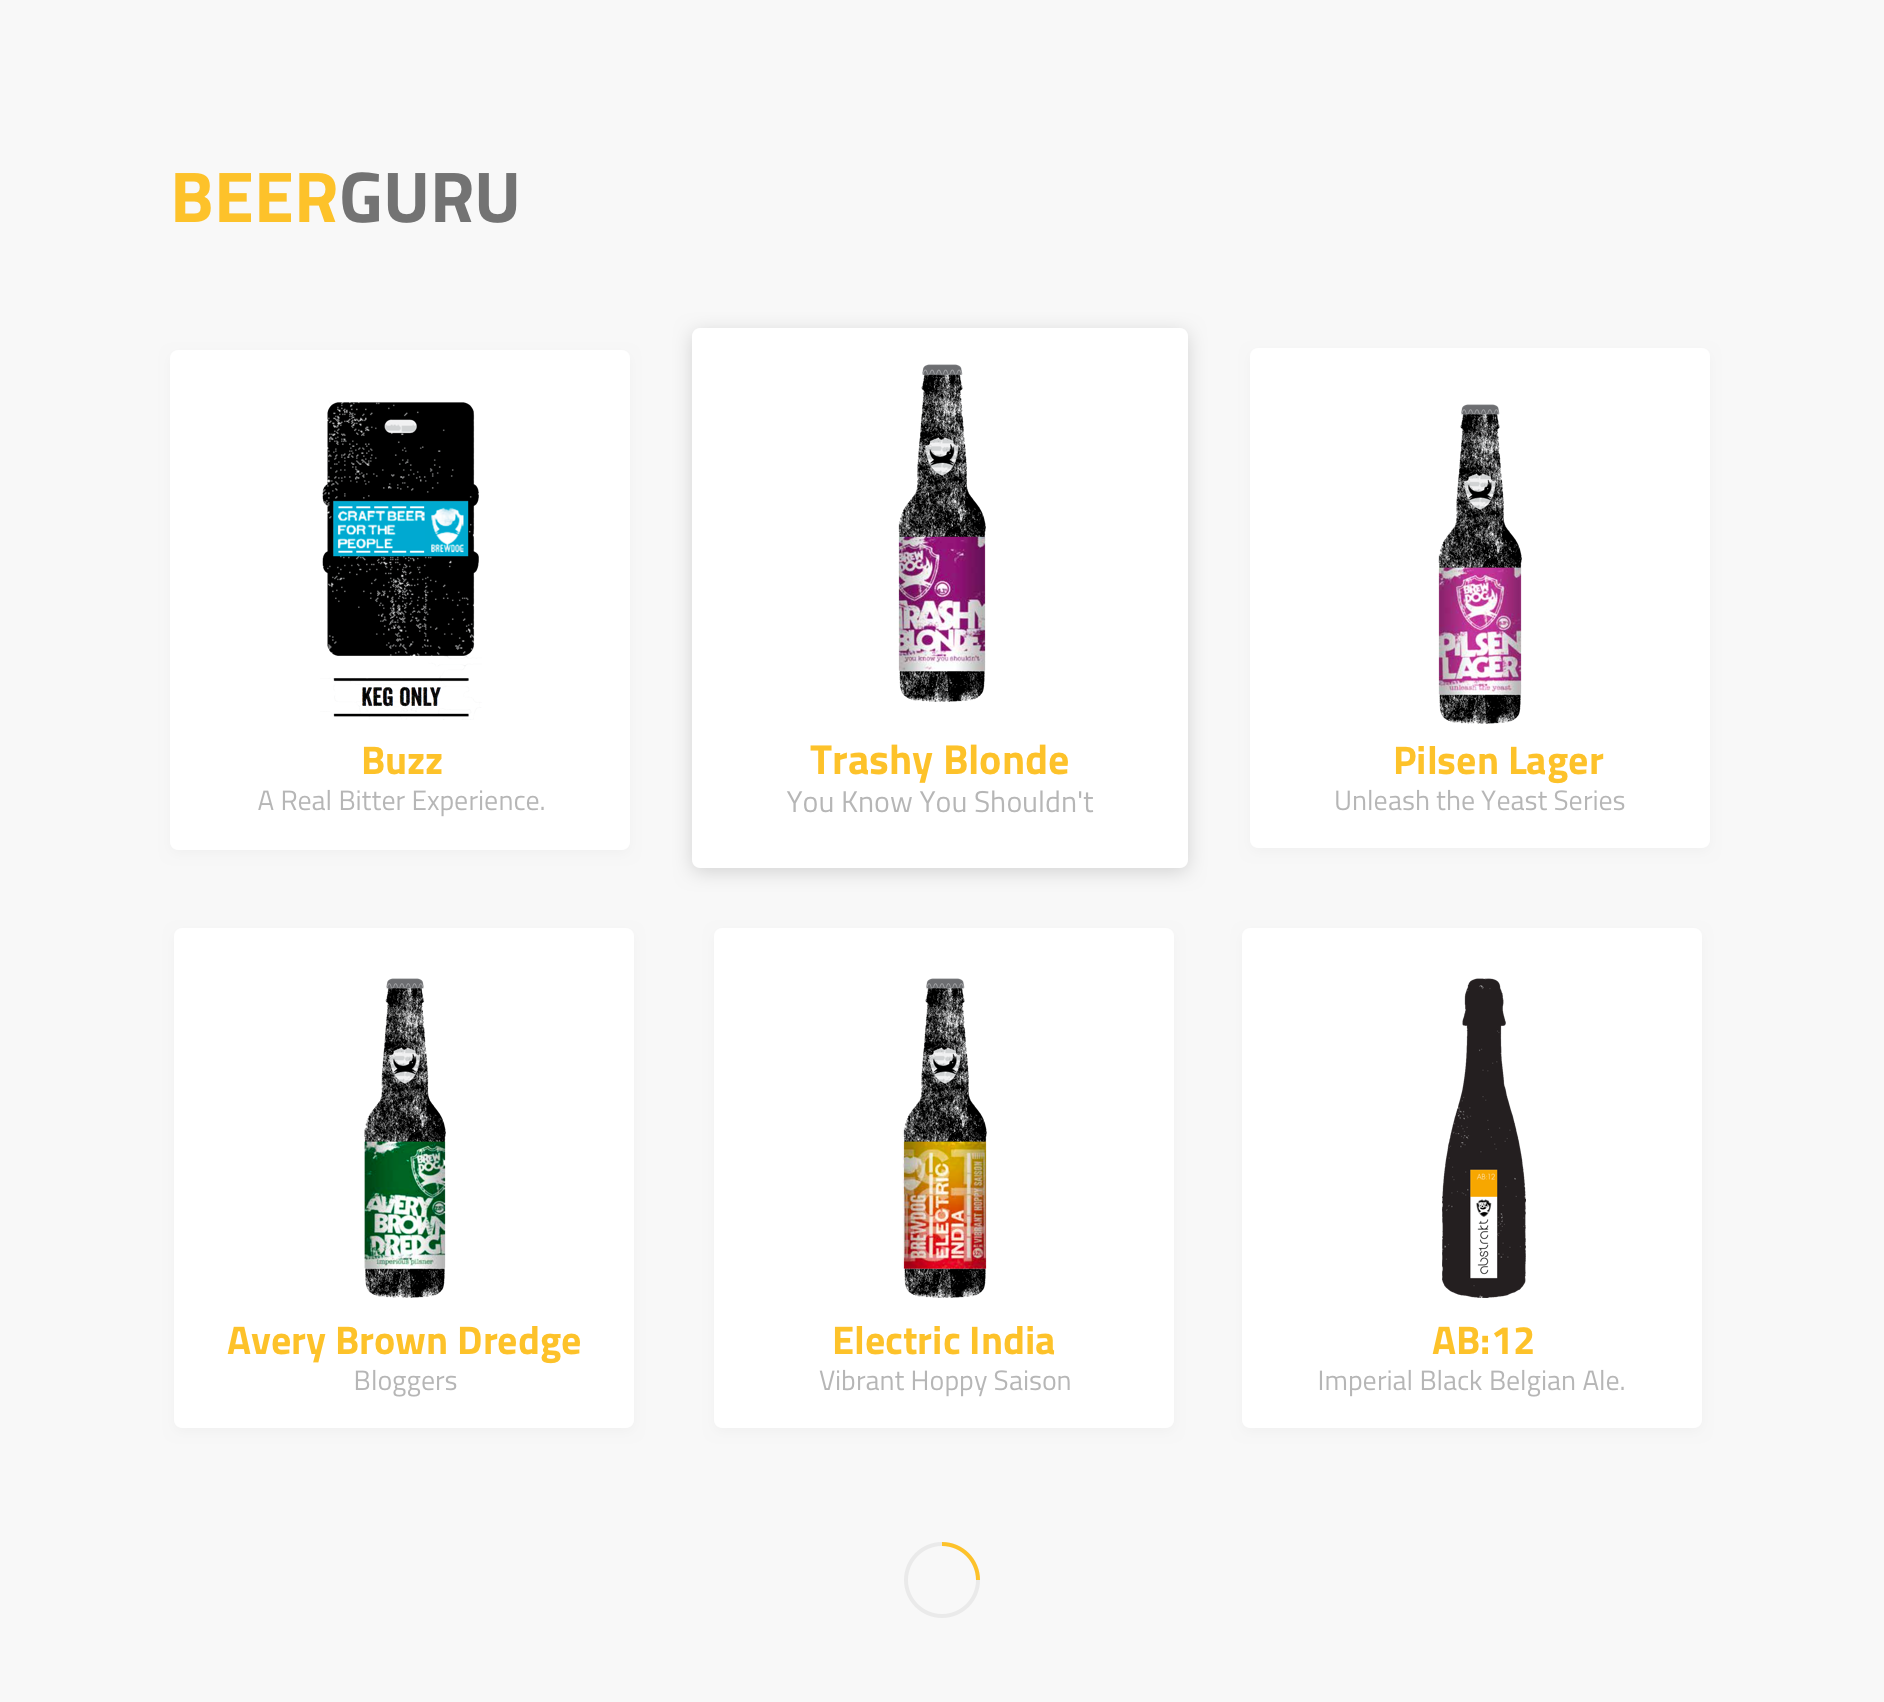 BEERGURU
CRAFT BEER
FOR THE
PEOPLE
BREWDOG
KEG ONLY
Buzz
A Real Bitter Experience.
BREW
DOG
TRASHY
BLONDE
you know you shouldn't
Trashy Blonde
You Know You Shouldn't
BREW
DOG
PILSEN
LAGER
unleash the yeast
Pilsen Lager
Unleash the Yeast Series
BREW
DOG
AVERY
BROWN
DREDGE
imperious pilsner
Avery Brown Dredge
Bloggers
BREWDOG
ELECTRIC
INDIA
VIBRANT HOPPY SAISON
Electric India
Vibrant Hoppy Saison
AB:12
abstrakt
AB:12
Imperial Black Belgian Ale.